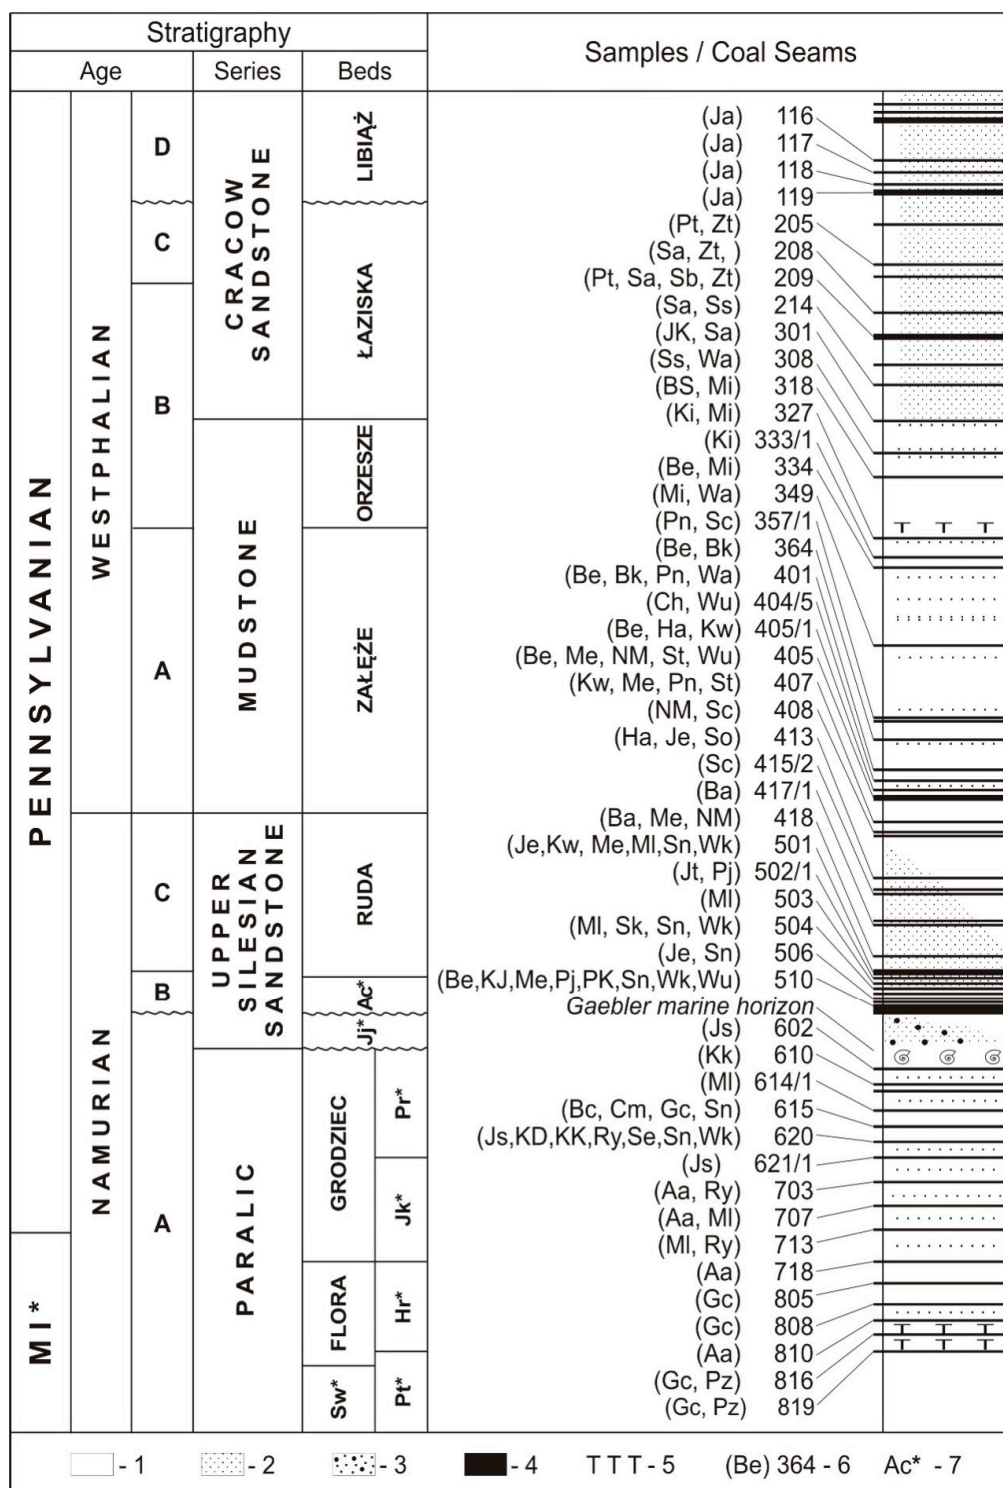 Stratigraphy
Samples / Coal Seams
Age
Series
Beds
PENNSYLVANIAN
MI*
WESTPHALIAN
NAMURIAN
D
C
B
A
C
B
A
CRACOW
SANDSTONE
MUDSTONE
UPPER
SILESIAN
SANDSTONE
PARALIC
LIBIĄŻ
ŁAZISKA
ORZESZE
ZAŁĘŻE
RUDA
Ac*
Jj*
GRODZIEC
FLORA
Sw*
Pr*
Jk*
Hr*
Pt*
(Ja) 116
(Ja) 117
(Ja) 118
(Ja) 119
(Pt, Zt) 205
(Sa, Zt, ) 208
(Pt, Sa, Sb, Zt) 209
(Sa, Ss) 214
(JK, Sa) 301
(Ss, Wa) 308
(BS, Mi) 318
(Ki, Mi) 327
(Ki) 333/1
(Be, Mi) 334
(Mi, Wa) 349
(Pn, Sc) 357/1
(Be, Bk) 364
(Be, Bk, Pn, Wa) 401
(Ch, Wu) 404/5
(Be, Ha, Kw) 405/1
(Be, Me, NM, St, Wu) 405
(Kw, Me, Pn, St) 407
(NM, Sc) 408
(Ha, Je, So) 413
(Sc) 415/2
(Ba) 417/1
(Ba, Me, NM) 418
(Je,Kw, Me,Ml,Sn,Wk) 501
(Jt, Pj) 502/1
(Ml) 503
(Ml, Sk, Sn, Wk) 504
(Je, Sn) 506
(Be,KJ,Me,Pj,PK,Sn,Wk,Wu) 510
Gaebler marine horizon
(Js) 602
(Kk) 610
(Ml) 614/1
(Bc, Cm, Gc, Sn) 615
(Js,KD,KK,Ry,Se,Sn,Wk) 620
(Js) 621/1
(Aa, Ry) 703
(Aa, Ml) 707
(Ml, Ry) 713
(Aa) 718
(Gc) 805
(Gc) 808
(Aa) 810
(Gc, Pz) 816
(Gc, Pz) 819
- 1 - 2 - 3 - 4 T T T - 5 (Be) 364 - 6 Ac* - 7